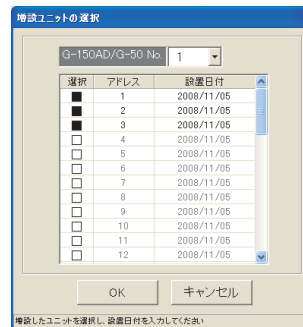 増設ユニットの選択
G-150AD/G-50 No. 1
選択 アドレス 設置日付
1 2008/11/05
2 2008/11/05
3 2008/11/05
4 2008/11/05
5 2008/11/05
6 2008/11/05
7 2008/11/05
8 2008/11/05
9 2008/11/05
10 2008/11/05
11 2008/11/05
12 2008/11/05
OK キャンセル
増設したユニットを選択し、設置日付を入力してください